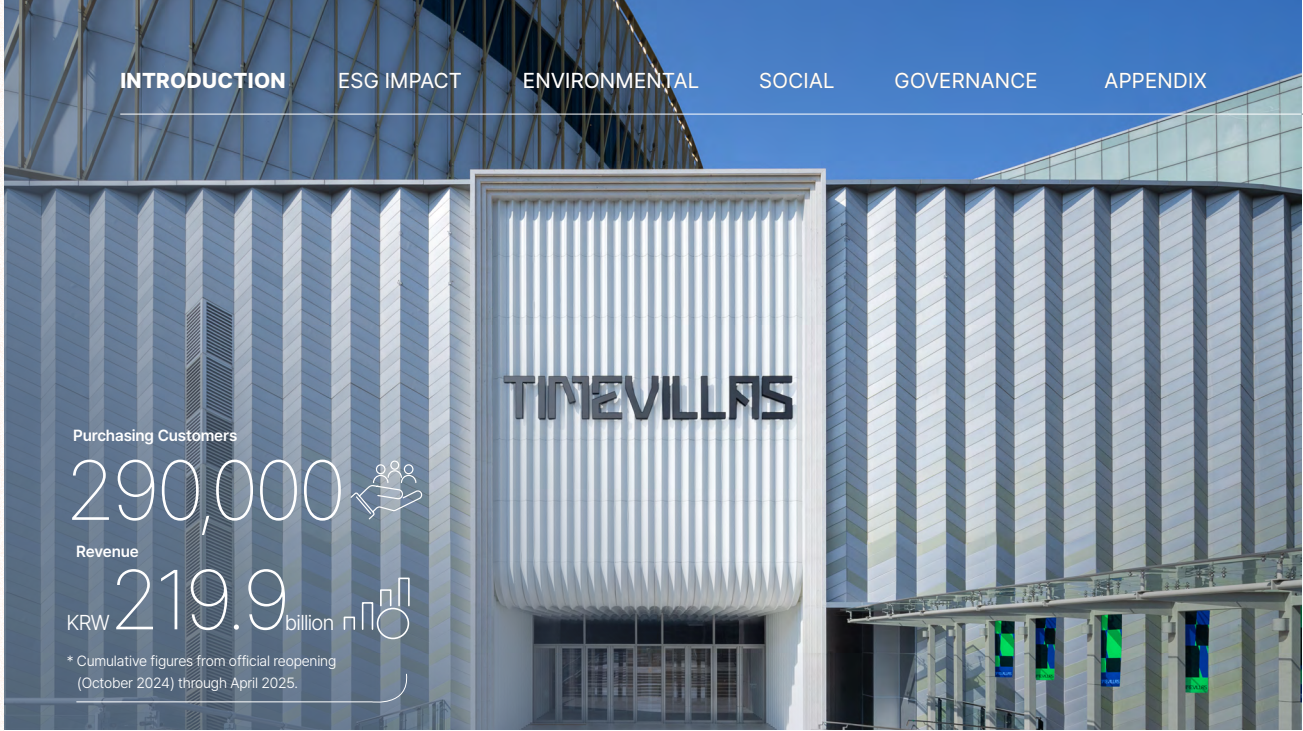 INTRODUCTION ESG IMPACT ENVIRONMENTAL SOCIAL GOVERNANCE APPENDIX
TIMEVILLAS
Purchasing Customers
290,000
Revenue
KRW 219.9 billion
* Cumulative figures from official reopening
(October 2024) through April 2025.